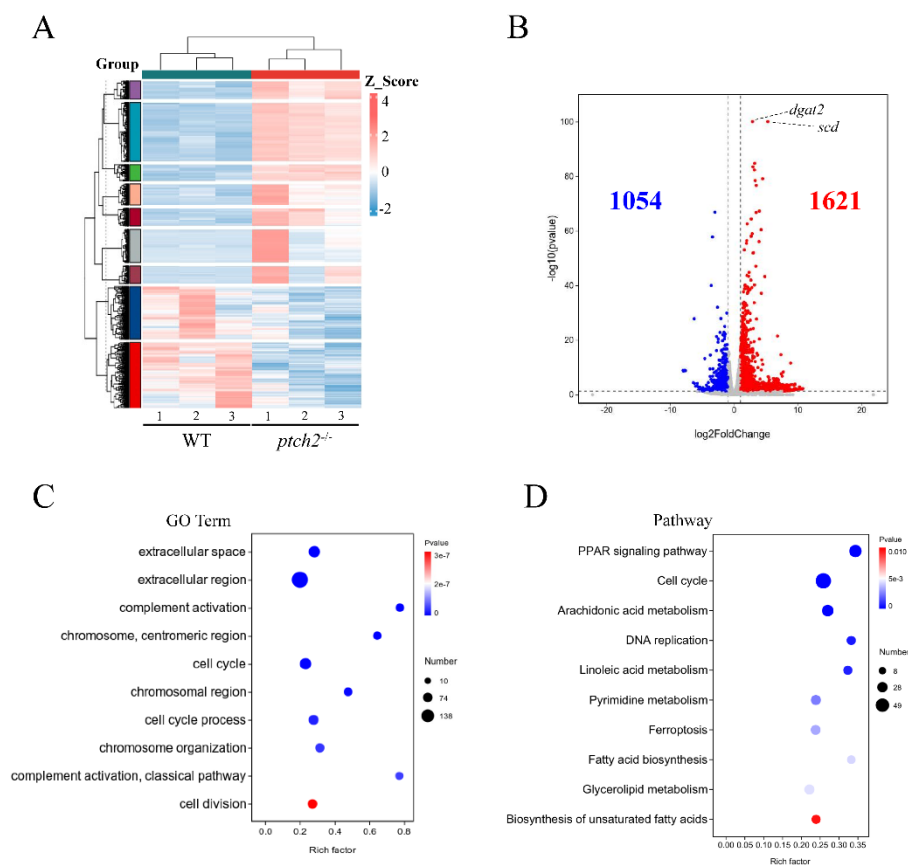 A
Group
Z_Score
4
2
0
-2
1 2 3 1 2 3
WT ptch2-/-
B
dgat2
scd
1054
1621
-log10(pvalue)
100
80
60
40
20
0
-20 -10 0 10 20
log2FoldChange
C
GO Term
extracellular space
extracellular region
complement activation
chromosome, centromeric region
cell cycle
chromosomal region
cell cycle process
chromosome organization
complement activation, classical pathway
cell division
0.0 0.2 0.4 0.6 0.8
Rich factor
Pvalue
3e-7
2e-7
0
Number
10
74
138
D
Pathway
PPAR signaling pathway
Cell cycle
Arachidonic acid metabolism
DNA replication
Linoleic acid metabolism
Pyrimidine metabolism
Ferroptosis
Fatty acid biosynthesis
Glycerolipid metabolism
Biosynthesis of unsaturated fatty acids
0.00 0.05 0.10 0.15 0.20 0.25 0.30 0.35
Rich factor
Pvalue
0.010
5e-3
0
Number
8
28
49